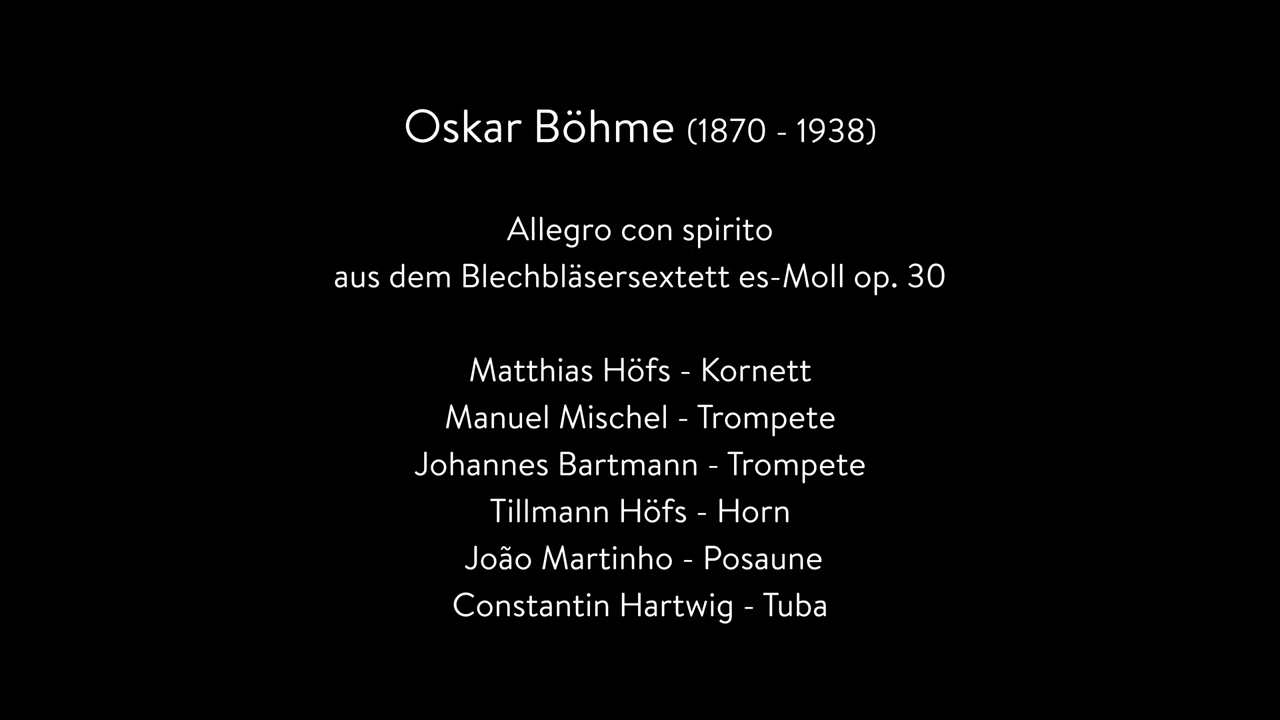 Oskar Böhme (1870 - 1938)
Allegro con spirito
aus dem Blechbläsersextett es-Moll op. 30
Matthias Höfs - Kornett
Manuel Mischel - Trompete
Johannes Bartmann - Trompete
Tillmann Höfs - Horn
João Martinho - Posaune
Constantin Hartwig - Tuba